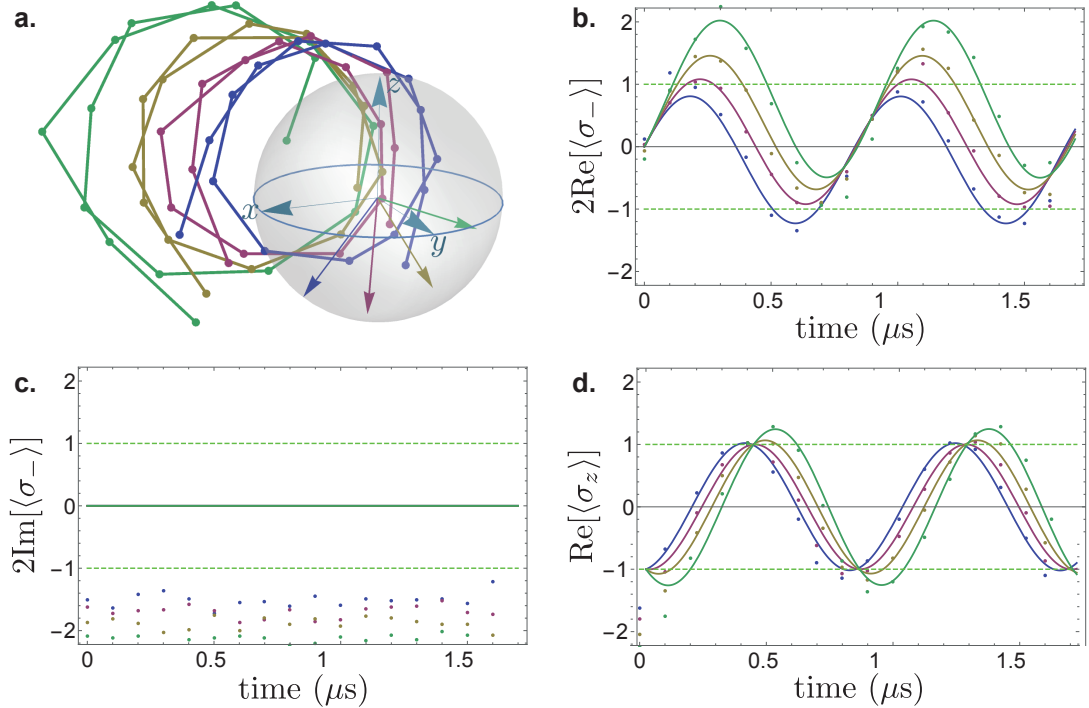 a.
z
x
y
b.
2Re[⟨σ₋⟩]
2
1
0
−1
−2
0
0.5
1
1.5
time (μs)
c.
2Im[⟨σ₋⟩]
2
1
0
−1
−2
0
0.5
1
1.5
time (μs)
d.
Re[⟨σ_z⟩]
2
1
0
−1
−2
0
0.5
1
1.5
time (μs)